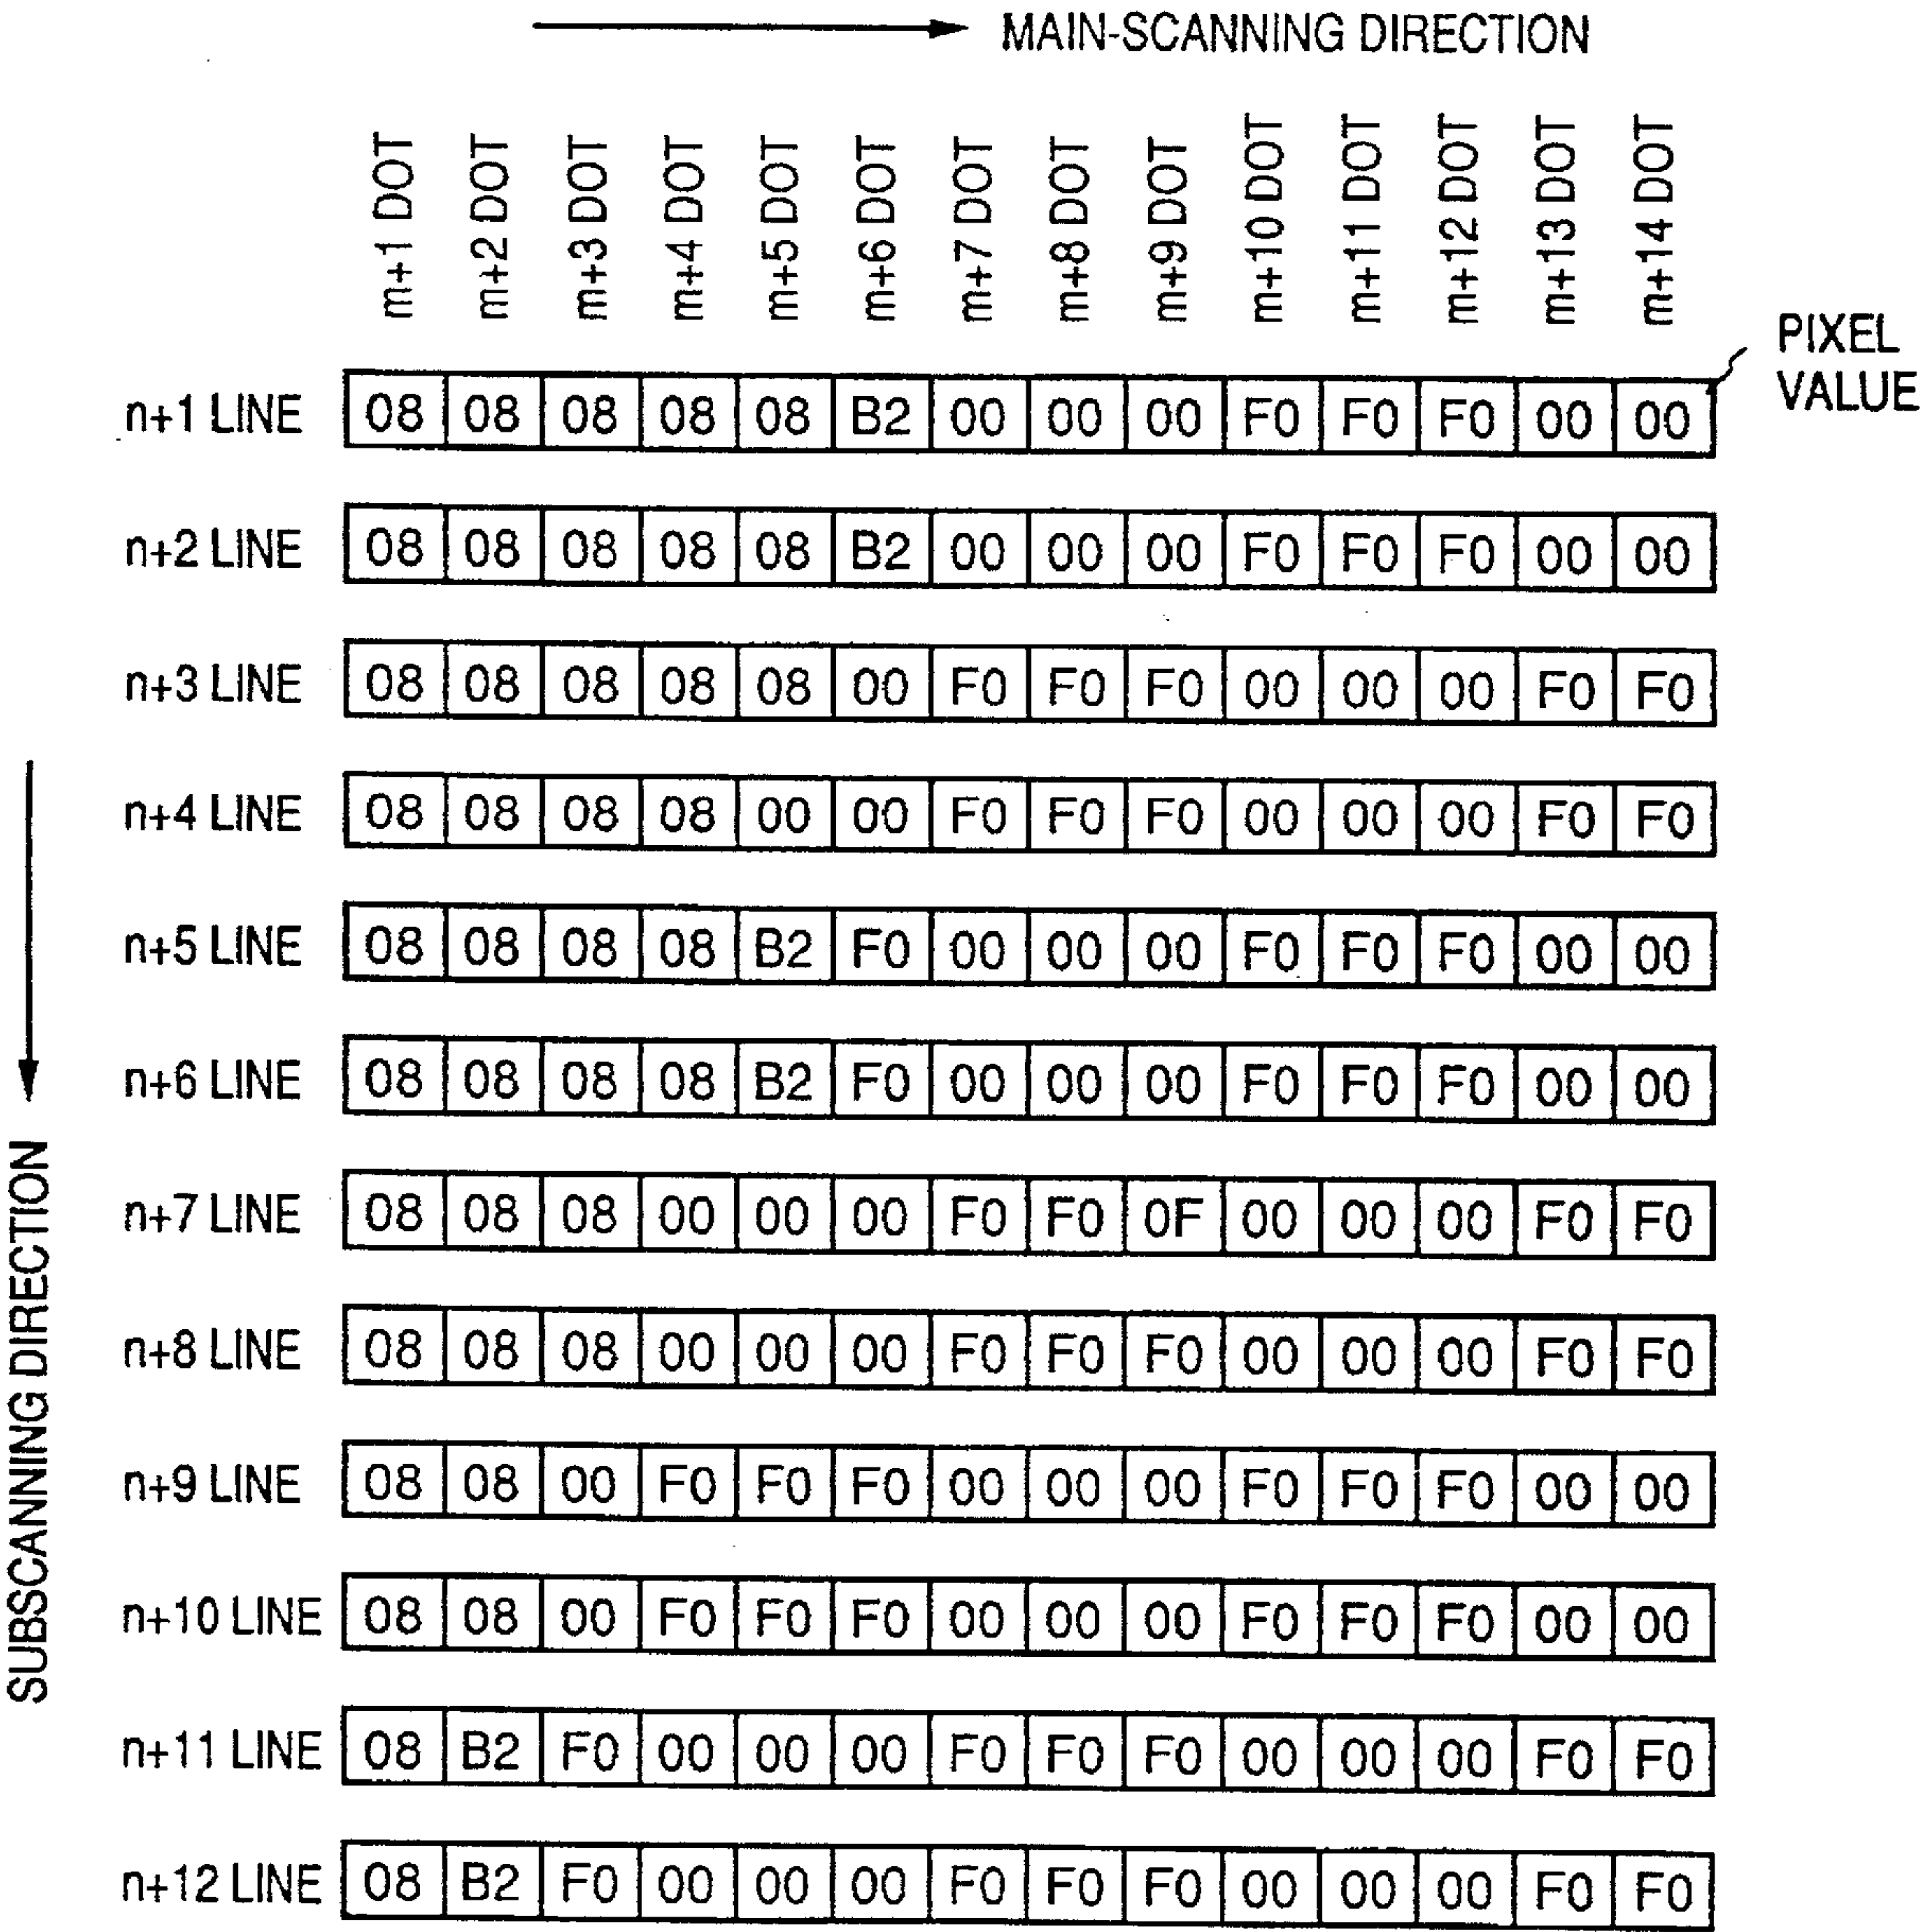 MAIN-SCANNING DIRECTION
m+1 DOT
m+2 DOT
m+3 DOT
m+4 DOT
m+5 DOT
m+6 DOT
m+7 DOT
m+8 DOT
m+9 DOT
m+10 DOT
m+11 DOT
m+12 DOT
m+13 DOT
m+14 DOT
PIXEL
VALUE
n+1 LINE 08 08 08 08 08 B2 00 00 00 F0 F0 F0 00 00
n+2 LINE 08 08 08 08 08 B2 00 00 00 F0 F0 F0 00 00
n+3 LINE 08 08 08 08 08 00 F0 F0 F0 00 00 00 F0 F0
n+4 LINE 08 08 08 08 00 00 F0 F0 F0 00 00 00 F0 F0
n+5 LINE 08 08 08 08 B2 F0 00 00 00 F0 F0 F0 00 00
n+6 LINE 08 08 08 08 B2 F0 00 00 00 F0 F0 F0 00 00
n+7 LINE 08 08 08 00 00 00 F0 F0 0F 00 00 00 F0 F0
n+8 LINE 08 08 08 00 00 00 F0 F0 F0 00 00 00 F0 F0
n+9 LINE 08 08 00 F0 F0 F0 00 00 00 F0 F0 F0 00 00
n+10 LINE 08 08 00 F0 F0 F0 00 00 00 F0 F0 F0 00 00
n+11 LINE 08 B2 F0 00 00 00 F0 F0 F0 00 00 00 F0 F0
n+12 LINE 08 B2 F0 00 00 00 F0 F0 F0 00 00 00 F0 F0
SUBSCANNING DIRECTION